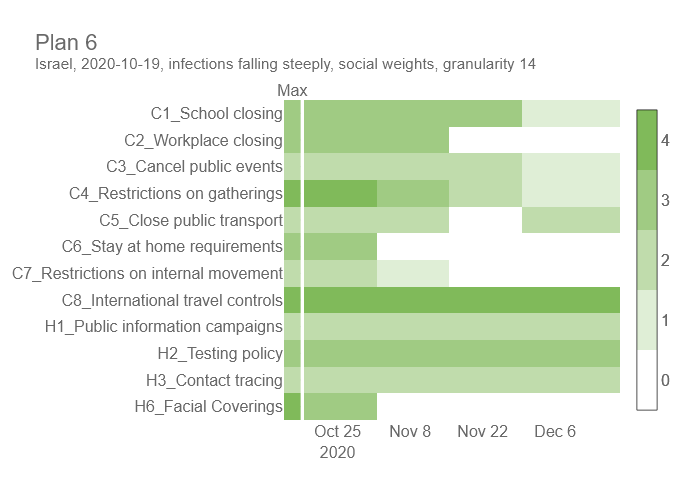 Plan 6
Israel, 2020-10-19, infections falling steeply, social weights, granularity 14
Max
C1_School closing
C2_Workplace closing
C3_Cancel public events
C4_Restrictions on gatherings
C5_Close public transport
C6_Stay at home requirements
C7_Restrictions on internal movement
C8_International travel controls
H1_Public information campaigns
H2_Testing policy
H3_Contact tracing
H6_Facial Coverings
Oct 25 Nov 8 Nov 22 Dec 6
2020
4
3
2
1
0